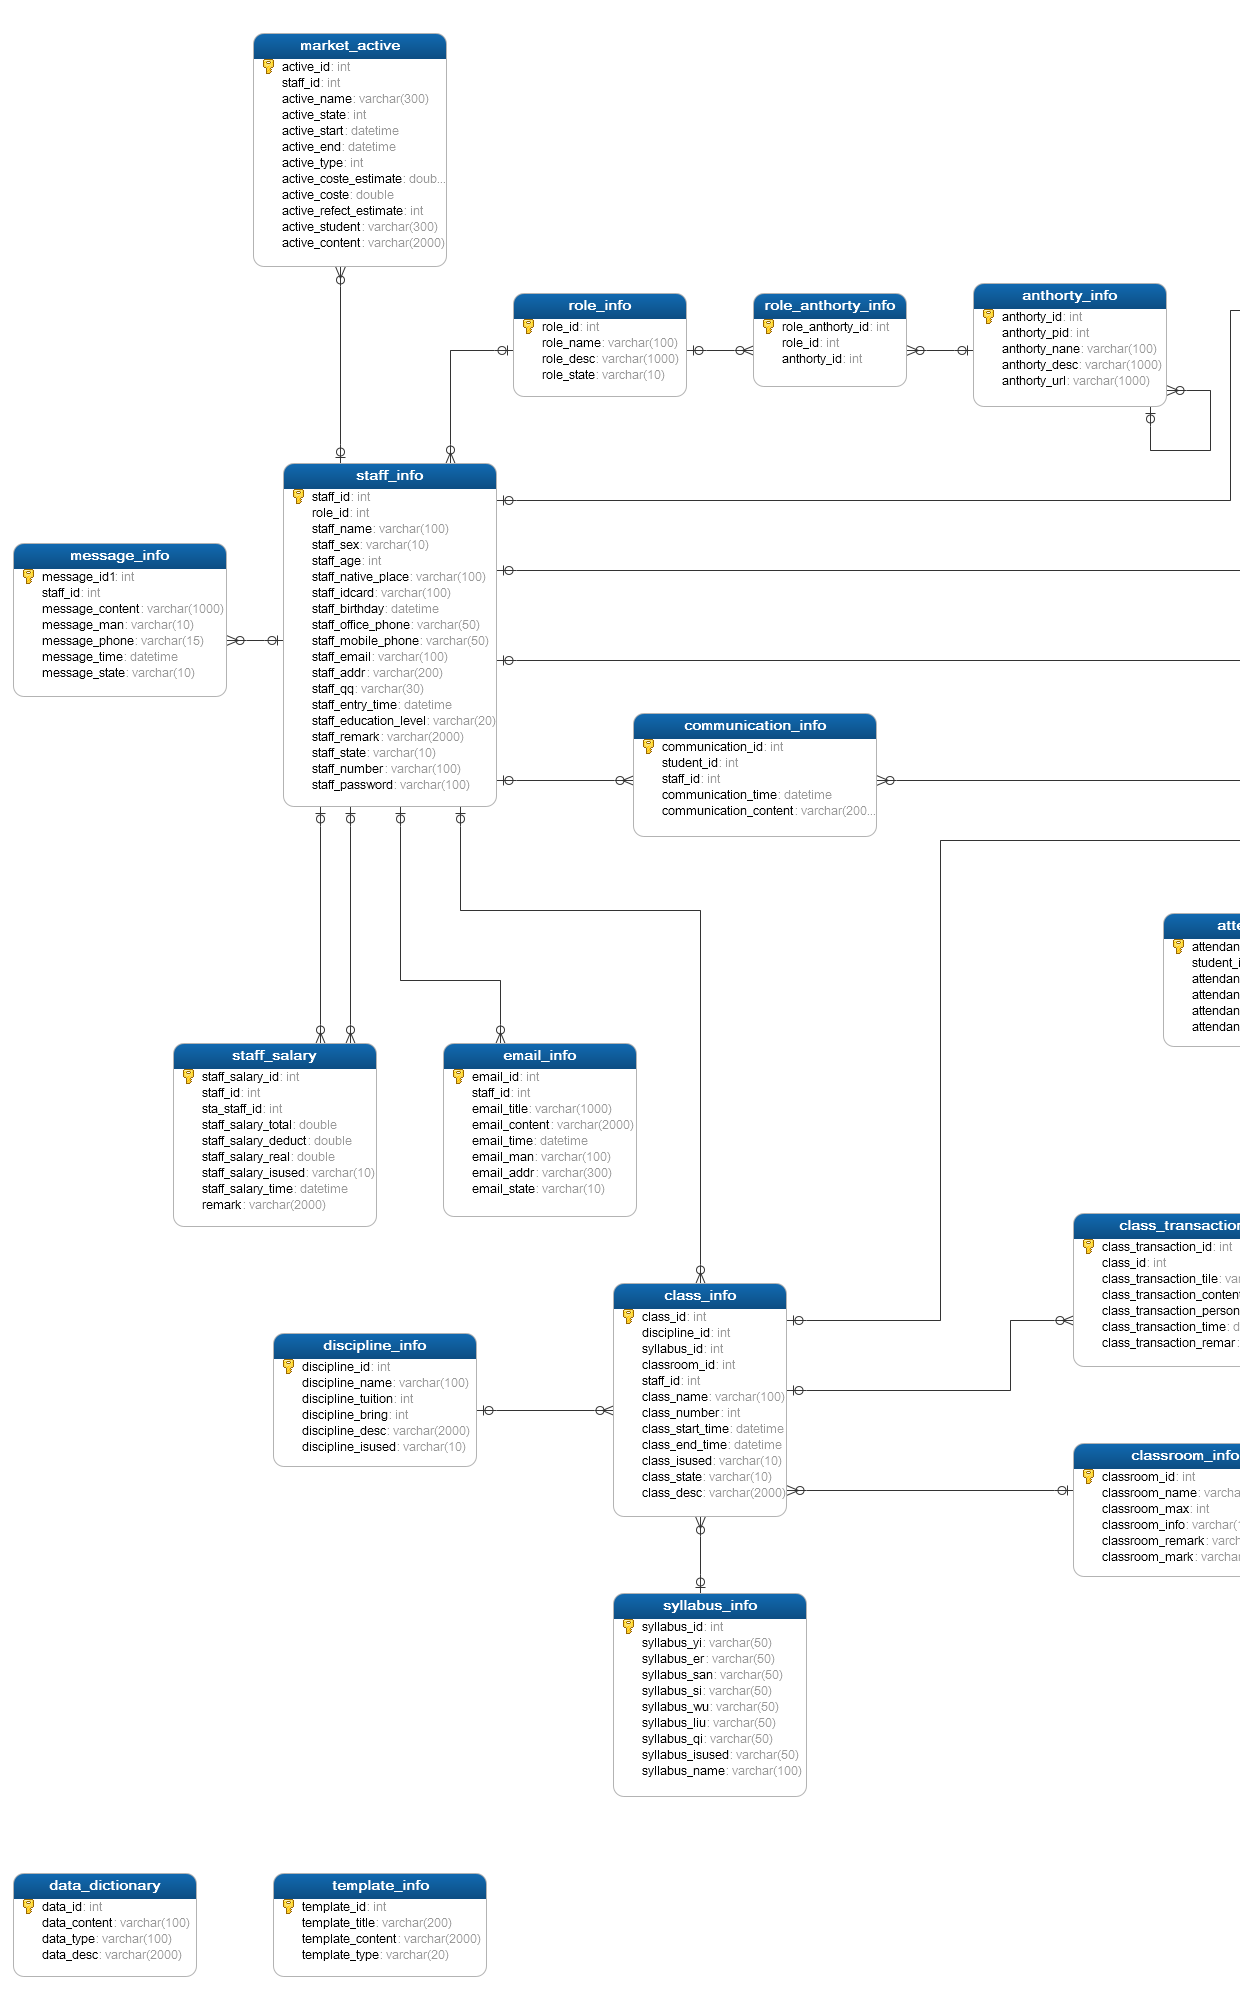 market_active
active_id: int
staff_id: int
active_name: varchar(300)
active_state: int
active_start: datetime
active_end: datetime
active_type: int
active_coste_estimate: doub...
active_coste: double
active_refect_estimate: int
active_student: varchar(300)
active_content: varchar(2000)
role_info
role_id: int
role_name: varchar(100)
role_desc: varchar(1000)
role_state: varchar(10)
role_anthorty_info
role_anthorty_id: int
role_id: int
anthorty_id: int
anthorty_info
anthorty_id: int
anthorty_pid: int
anthorty_nane: varchar(100)
anthorty_desc: varchar(1000)
anthorty_url: varchar(1000)
staff_info
staff_id: int
role_id: int
staff_name: varchar(100)
staff_sex: varchar(10)
staff_age: int
staff_native_place: varchar(100)
staff_idcard: varchar(100)
staff_birthday: datetime
staff_office_phone: varchar(50)
staff_mobile_phone: varchar(50)
staff_email: varchar(100)
staff_addr: varchar(200)
staff_qq: varchar(30)
staff_entry_time: datetime
staff_education_level: varchar(20)
staff_remark: varchar(2000)
staff_state: varchar(10)
staff_number: varchar(100)
staff_password: varchar(100)
message_info
message_id1: int
staff_id: int
message_content: varchar(1000)
message_man: varchar(10)
message_phone: varchar(15)
message_time: datetime
message_state: varchar(10)
communication_info
communication_id: int
student_id: int
staff_id: int
communication_time: datetime
communication_content: varchar(200...
atte
attendan
student_i
attendan
attendan
attendan
attendan
staff_salary
staff_salary_id: int
staff_id: int
sta_staff_id: int
staff_salary_total: double
staff_salary_deduct: double
staff_salary_real: double
staff_salary_isused: varchar(10)
staff_salary_time: datetime
remark: varchar(2000)
email_info
email_id: int
staff_id: int
email_title: varchar(1000)
email_content: varchar(2000)
email_time: datetime
email_man: varchar(100)
email_addr: varchar(300)
email_state: varchar(10)
class_transaction
class_transaction_id: int
class_id: int
class_transaction_tile: var
class_transaction_content
class_transaction_person
class_transaction_time: d
class_transaction_remar:
class_info
class_id: int
discipline_id: int
syllabus_id: int
classroom_id: int
staff_id: int
class_name: varchar(100)
class_number: int
class_start_time: datetime
class_end_time: datetime
class_isused: varchar(10)
class_state: varchar(10)
class_desc: varchar(2000)
discipline_info
discipline_id: int
discipline_name: varchar(100)
discipline_tuition: int
discipline_bring: int
discipline_desc: varchar(2000)
discipline_isused: varchar(10)
classroom_info
classroom_id: int
classroom_name: varcha
classroom_max: int
classroom_info: varchar(
classroom_remark: varch
classroom_mark: varchar
syllabus_info
syllabus_id: int
syllabus_yi: varchar(50)
syllabus_er: varchar(50)
syllabus_san: varchar(50)
syllabus_si: varchar(50)
syllabus_wu: varchar(50)
syllabus_liu: varchar(50)
syllabus_qi: varchar(50)
syllabus_isused: varchar(50)
syllabus_name: varchar(100)
data_dictionary
data_id: int
data_content: varchar(100)
data_type: varchar(100)
data_desc: varchar(2000)
template_info
template_id: int
template_title: varchar(200)
template_content: varchar(2000)
template_type: varchar(20)